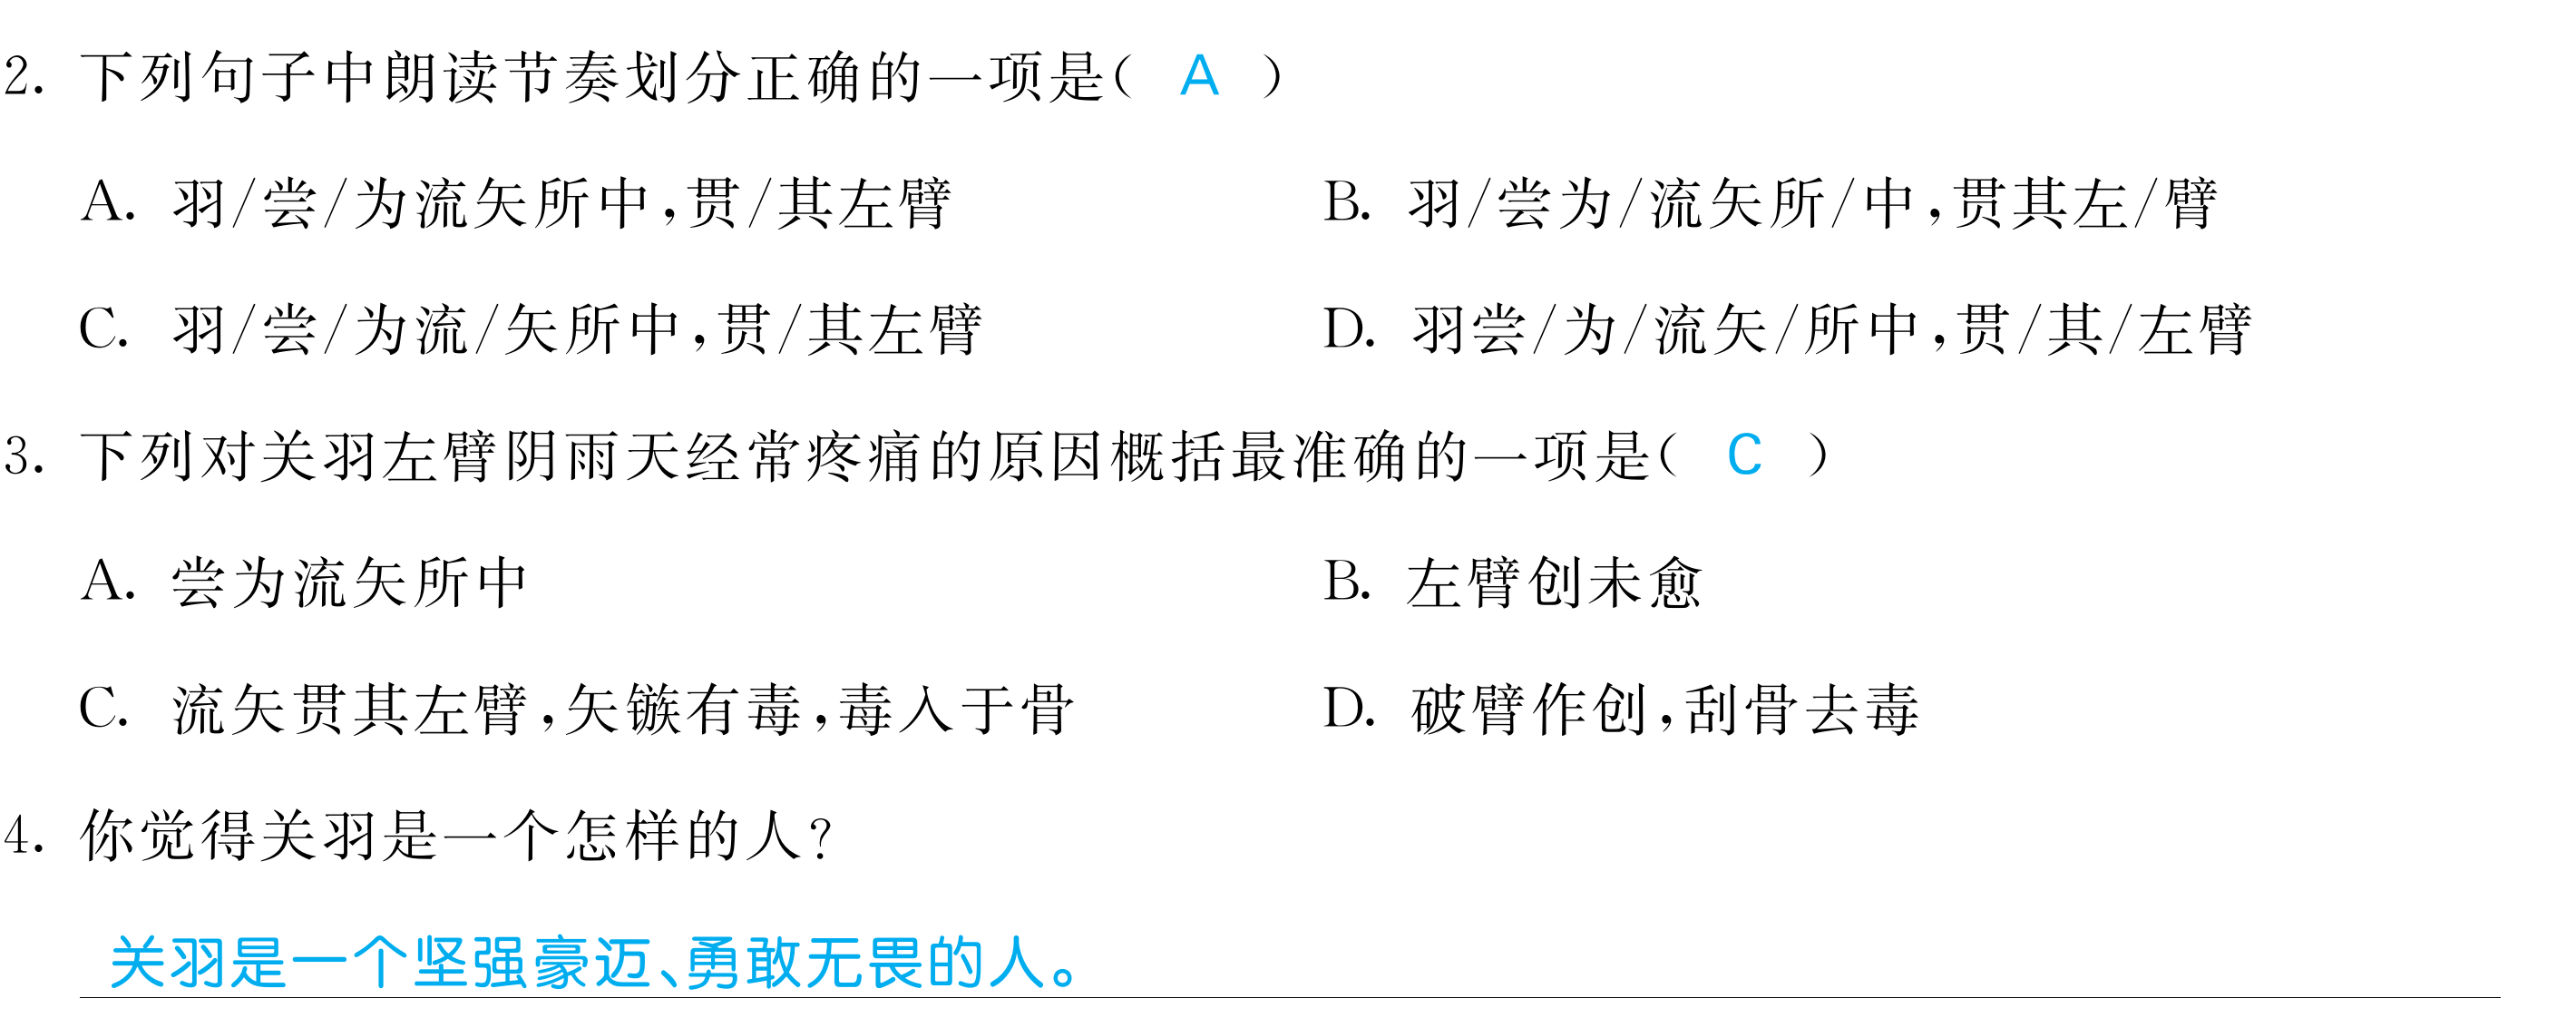 2. 下列句子中朗读节奏划分正确的一项是( A )
A. 羽/尝/为流矢所中,贯/其左臂 B. 羽/尝为/流矢所/中,贯其左/臂
C. 羽/尝/为流/矢所中,贯/其左臂 D. 羽尝/为/流矢/所中,贯/其/左臂
3. 下列对关羽左臂阴雨天经常疼痛的原因概括最准确的一项是( C )
A. 尝为流矢所中 B. 左臂创未愈
C. 流矢贯其左臂,矢镞有毒,毒入于骨 D. 破臂作创,刮骨去毒
4. 你觉得关羽是一个怎样的人?
关羽是一个坚强豪迈、勇敢无畏的人。